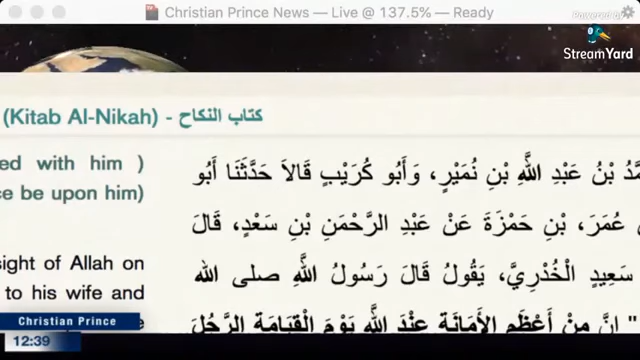 Christian Prince News — Live @ 137.5% — Ready
Powered by
StreamYard
(Kitab Al-Nikah) - كتاب النكاح
ed with him )
ce be upon him)
sight of Allah on
to his wife and
مَّدُ بْنُ عَبْدِ اللَّهِ بْنِ نُمَيْرٍ، وَأَبُو كُرَيْبٍ قَالاَ حَدَّثَنَا أَبُو
عُمَرَ، بْنِ حَمْزَةَ عَنْ عَبْدِ الرَّحْمَنِ بْنِ سَعْدٍ، قَالَ
سَعِيدٍ الْخُدْرِيَّ، يَقُولُ قَالَ رَسُولُ اللَّهِ صلى الله
" إِنَّ مِنْ أَعْظَمِ الأَمَانَةِ عِنْدَ اللَّهِ يَوْمَ الْقِيَامَةِ الرَّجُلَ
Christian Prince
12:39